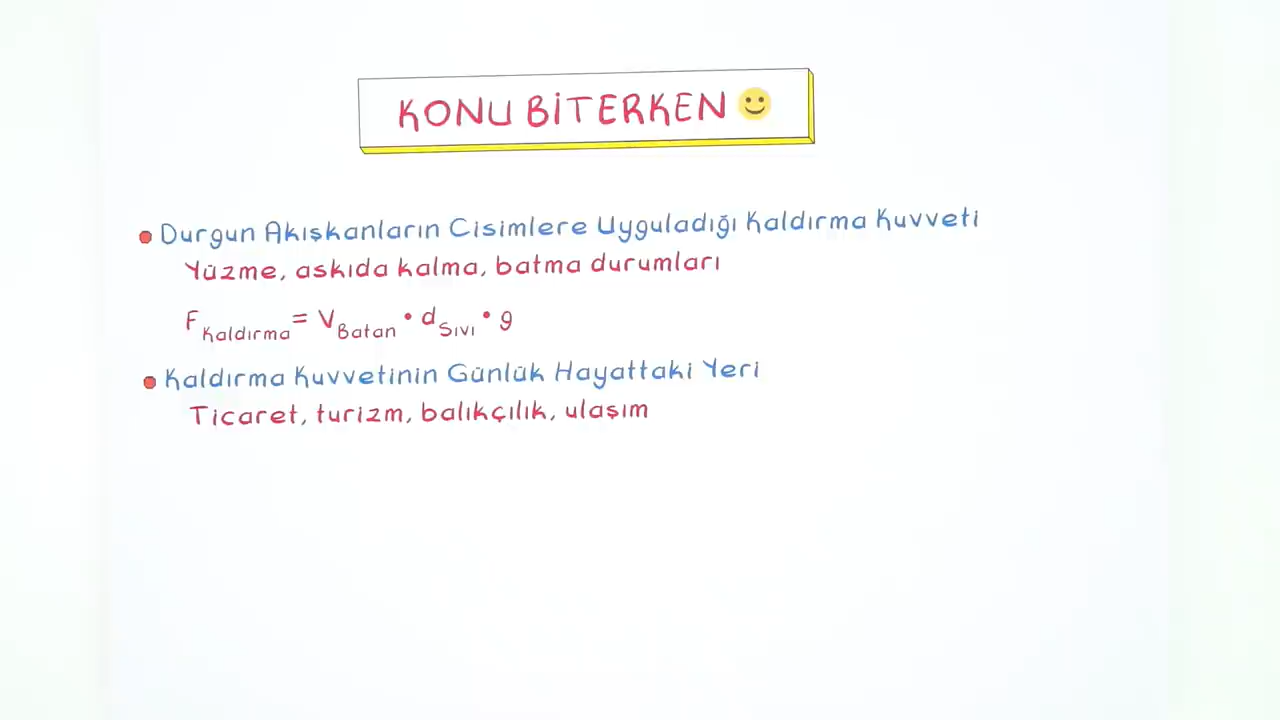 KONU BİTERKEN
Durgun Akışkanların Cisimlere Uyguladığı Kaldırma Kuvveti
Yüzme, askıda kalma, batma durumları
F Kaldırma = V Batan • d Sıvı • g
Kaldırma Kuvvetinin Günlük Hayattaki Yeri
Ticaret, turizm, balıkçılık, ulaşım